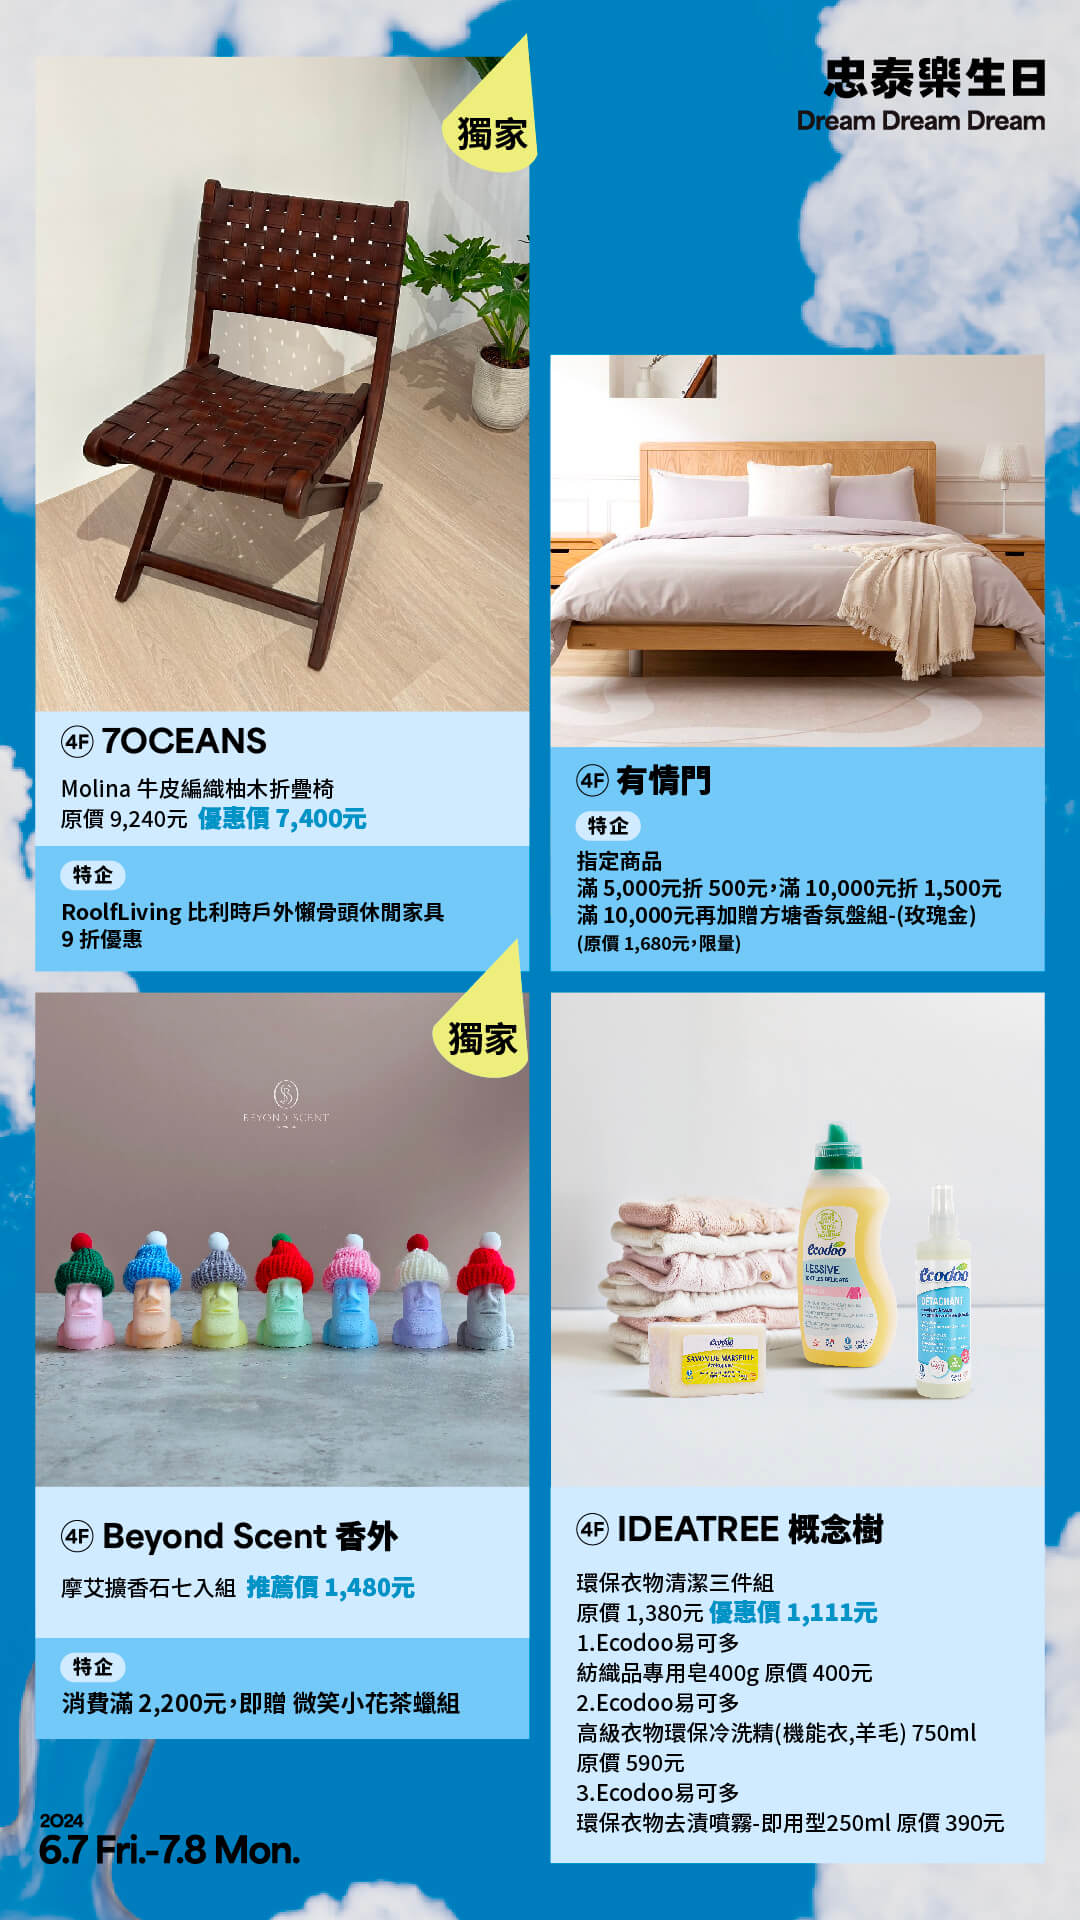 忠泰樂生日
Dream Dream Dream
獨家
4F 7OCEANS
Molina 牛皮編織柚木折疊椅
原價 9,240元 優惠價 7,400元
特企
RoolfLiving 比利時戶外懶骨頭休閒家具
9 折優惠
4F 有情門
特企
指定商品
滿 5,000元折 500元，滿 10,000元折 1,500元
滿 10,000元再加贈方塘香氛盤組-(玫瑰金)
(原價 1,680元，限量)
獨家
BEYOND SCENT
4F Beyond Scent 香外
摩艾擴香石七入組 推薦價 1,480元
特企
消費滿 2,200元，即贈 微笑小花茶蠟組
ecodoo
LESSIVE
TEXTILES DÉLICATS
ecodoo
DÉTACHANT
ecodoo
SAVON DE MARSEILLE
4F IDEATREE 概念樹
環保衣物清潔三件組
原價 1,380元 優惠價 1,111元
1.Ecodoo易可多
紡織品專用皂400g 原價 400元
2.Ecodoo易可多
高級衣物環保冷洗精(機能衣,羊毛) 750ml
原價 590元
3.Ecodoo易可多
環保衣物去漬噴霧-即用型250ml 原價 390元
2024
6.7 Fri.-7.8 Mon.